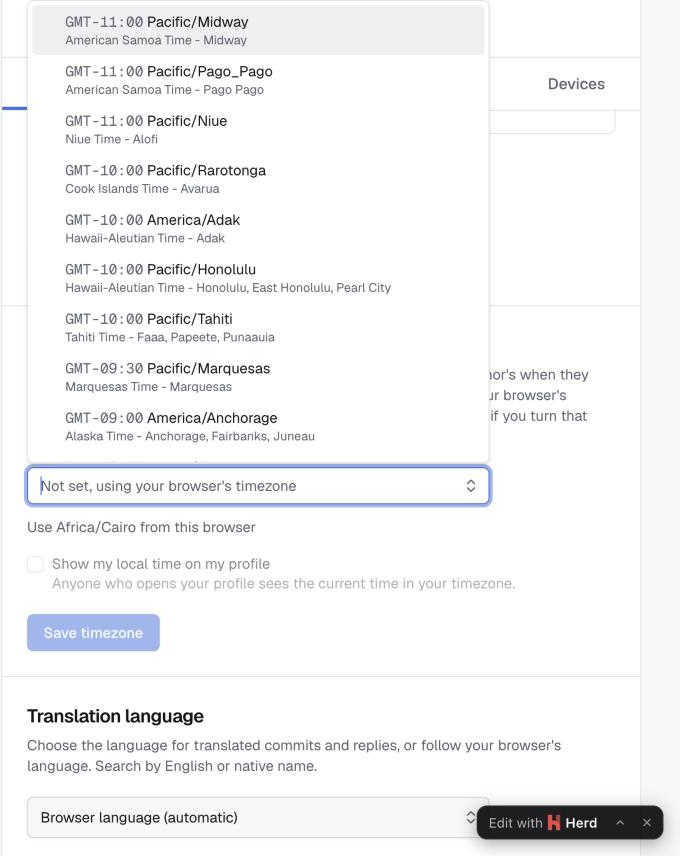 GMT-11:00 Pacific/Midway
American Samoa Time - Midway
GMT-11:00 Pacific/Pago_Pago
American Samoa Time - Pago Pago
Devices
GMT-11:00 Pacific/Niue
Niue Time - Alofi
GMT-10:00 Pacific/Rarotonga
Cook Islands Time - Avarua
GMT-10:00 America/Adak
Hawaii-Aleutian Time - Adak
GMT-10:00 Pacific/Honolulu
Hawaii-Aleutian Time - Honolulu, East Honolulu, Pearl City
GMT-10:00 Pacific/Tahiti
Tahiti Time - Faaa, Papeete, Punaauia
GMT-09:30 Pacific/Marquesas
Marquesas Time - Marquesas
GMT-09:00 America/Anchorage
Alaska Time - Anchorage, Fairbanks, Juneau
when they
browser's
if you turn that
Not set, using your browser's timezone
Use Africa/Cairo from this browser
Show my local time on my profile
Anyone who opens your profile sees the current time in your timezone.
Save timezone
Translation language
Choose the language for translated commits and replies, or follow your browser's
language. Search by English or native name.
Browser language (automatic)
Edit with Herd